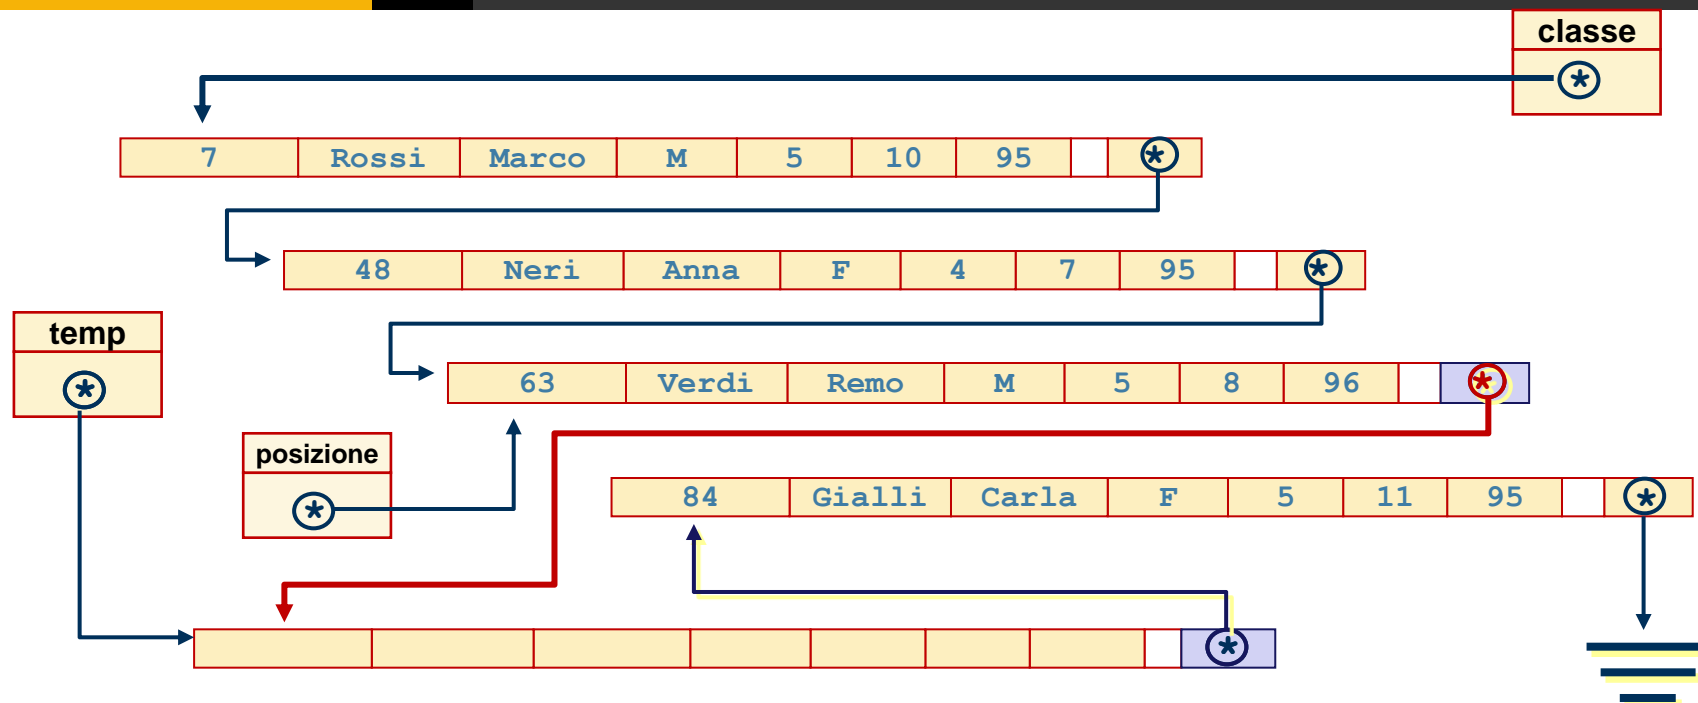 classe
*
7 Rossi Marco M 5 10 95 *
48 Neri Anna F 4 7 95 *
temp
*
63 Verdi Remo M 5 8 96 *
posizione
*
84 Gialli Carla F 5 11 95 *
*